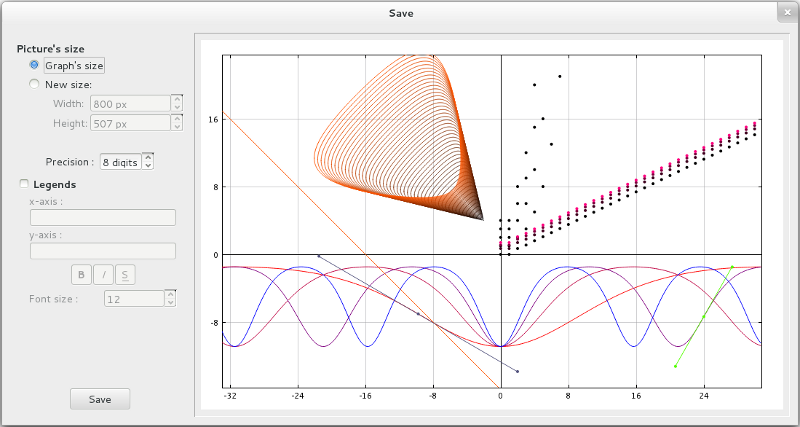 Save
Picture's size
Graph's size
New size:
Width: 800 px
Height: 507 px
Precision : 8 digits
Legends
x-axis :
y-axis :
B I S
Font size : 12
Save
16
8
0
-8
-32 -24 -16 -8 0 8 16 24